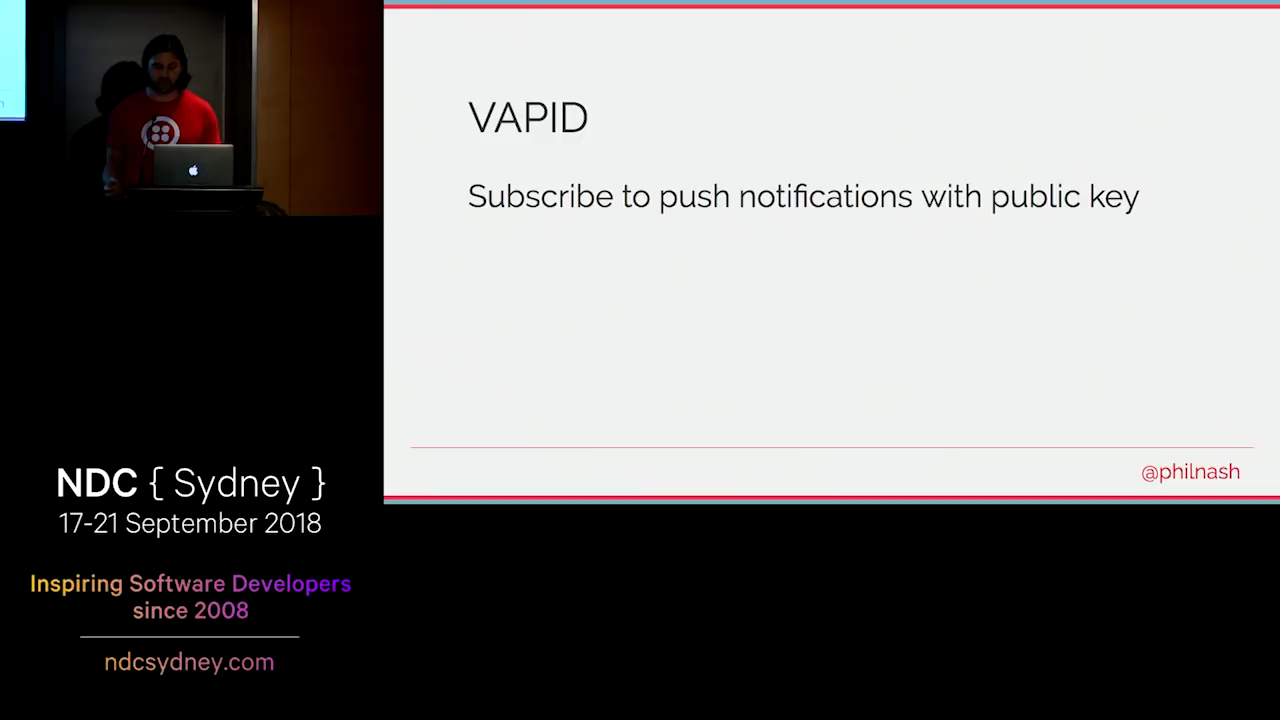 VAPID
Subscribe to push notifications with public key
@philnash
NDC { Sydney }
17-21 September 2018
Inspiring Software Developers
since 2008
ndcsydney.com